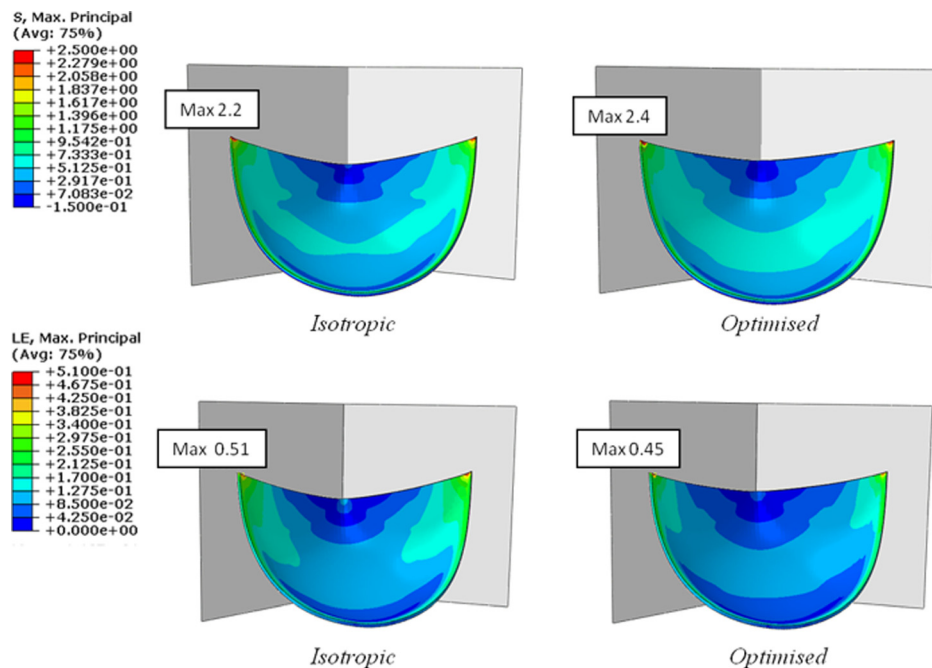 S, Max. Principal
(Avg: 75%)
+2.500e+00
+2.279e+00
+2.058e+00
+1.837e+00
+1.617e+00
+1.396e+00
+1.175e+00
+9.542e-01
+7.333e-01
+5.125e-01
+2.917e-01
+7.083e-02
-1.500e-01
Max 2.2
Max 2.4
Isotropic
Optimised
LE, Max. Principal
(Avg: 75%)
+5.100e-01
+4.675e-01
+4.250e-01
+3.825e-01
+3.400e-01
+2.975e-01
+2.550e-01
+2.125e-01
+1.700e-01
+1.275e-01
+8.500e-02
+4.250e-02
+0.000e+00
Max 0.51
Max 0.45
Isotropic
Optimised